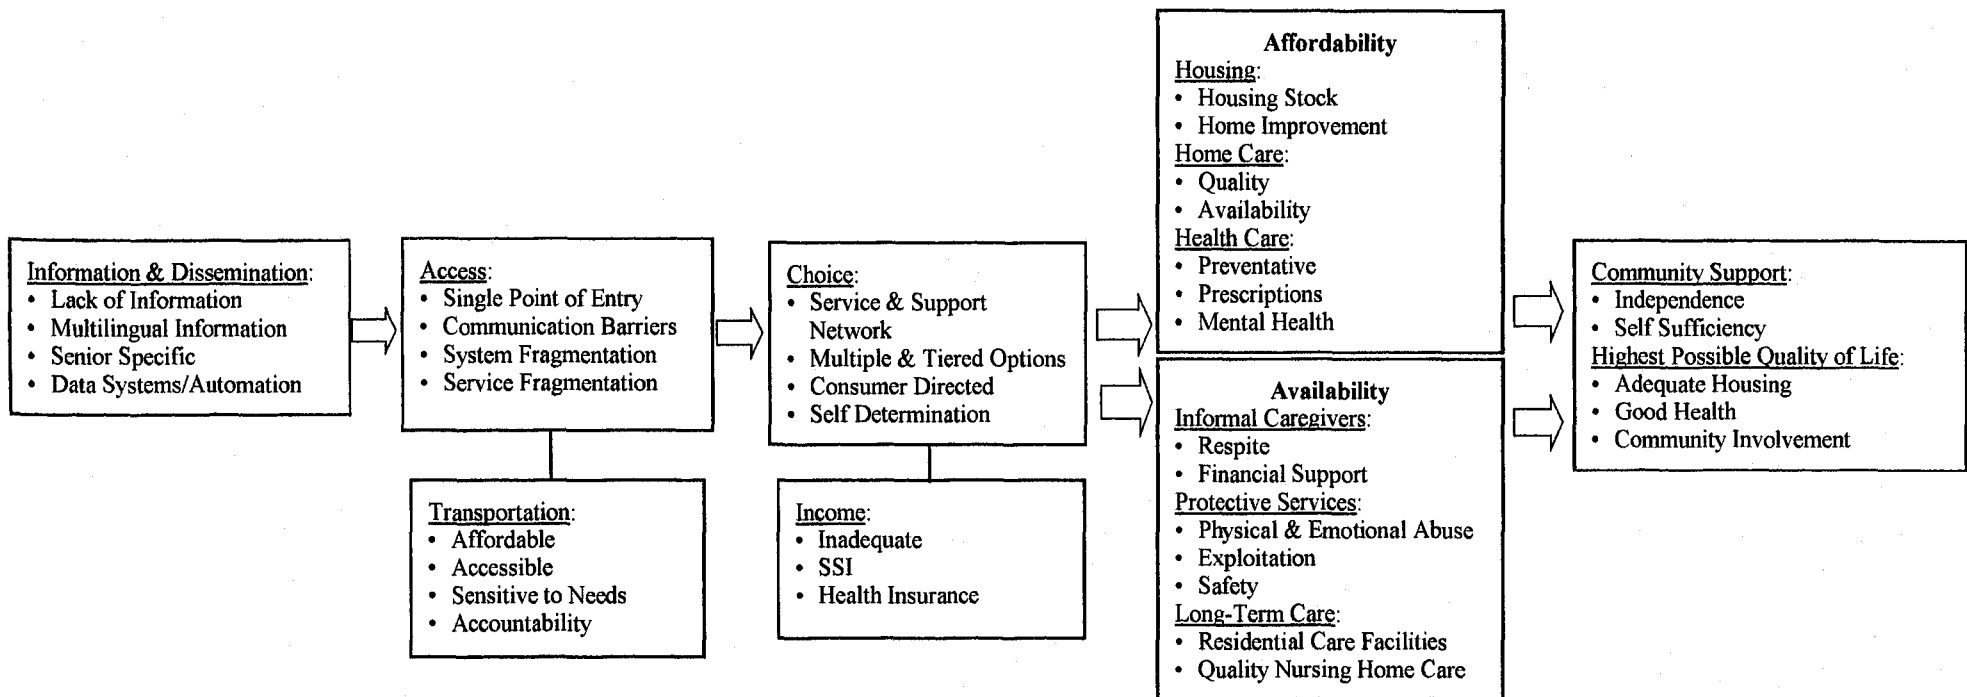 Information & Dissemination:
• Lack of Information
• Multilingual Information
• Senior Specific
• Data Systems/Automation
Access:
• Single Point of Entry
• Communication Barriers
• System Fragmentation
• Service Fragmentation
Transportation:
• Affordable
• Accessible
• Sensitive to Needs
• Accountability
Choice:
• Service & Support
Network
• Multiple & Tiered Options
• Consumer Directed
• Self Determination
Income:
• Inadequate
• SSI
• Health Insurance
Affordability
Housing:
• Housing Stock
• Home Improvement
Home Care:
• Quality
• Availability
Health Care:
• Preventative
• Prescriptions
• Mental Health
Availability
Informal Caregivers:
• Respite
• Financial Support
Protective Services:
• Physical & Emotional Abuse
• Exploitation
• Safety
Long-Term Care:
• Residential Care Facilities
• Quality Nursing Home Care
Community Support:
• Independence
• Self Sufficiency
Highest Possible Quality of Life:
• Adequate Housing
• Good Health
• Community Involvement